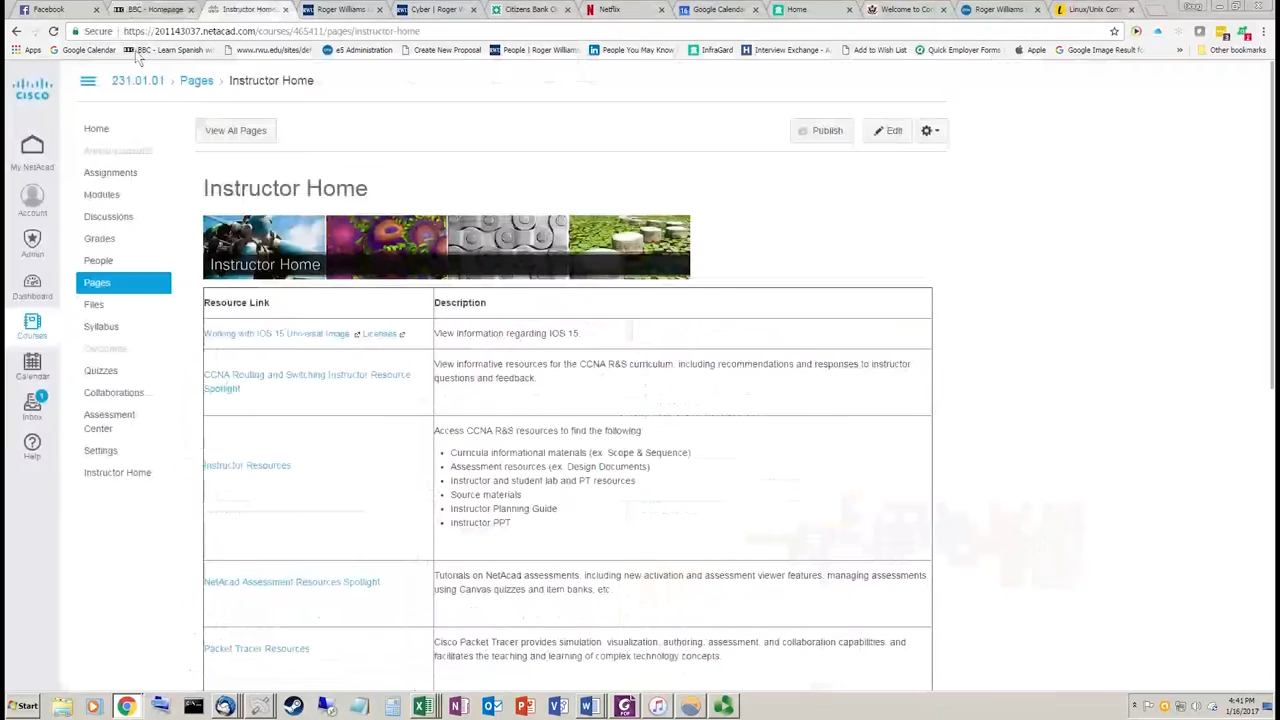 Facebook
BBC - Homepage
Instructor Home
Roger Williams
Cyber | Roger W
Citizens Bank C
Netflix
Google Calendar
Home
Welcome to Co
Roger Williams
Linux/Unix Com
Secure
https://201143037.netacad.com/courses/465411/pages/instructor-home
Apps
Google Calendar
BBC - Learn Spanish w
www.rwu.edu/sites/de
e5 Administration
Create New Proposal
People | Roger Willian
People You May Know
InfraGard
Interview Exchange - A
Add to Wish List
Quick Employer Forms
Apple
Google Image Result fo
Other bookmarks
CISCO
231.01.01 > Pages > Instructor Home
My NetAcad
Account
Admin
Dashboard
Courses
Calendar
1
Inbox
Help
Home
Announcements
Assignments
Modules
Discussions
Grades
People
Pages
Files
Syllabus
Outcomes
Quizzes
Collaborations
Assessment
Center
Settings
Instructor Home
View All Pages
Publish
Edit
Instructor Home
Instructor Home
Resource Link
Description
Working with IOS 15 Universal Image Licenses
View information regarding IOS 15.
CCNA Routing and Switching Instructor Resource
Spotlight
View informative resources for the CCNA R&S curriculum, including recommendations and responses to instructor
questions and feedback.
Instructor Resources
Access CCNA R&S resources to find the following
• Curricula informational materials (ex. Scope & Sequence)
• Assessment resources (ex. Design Documents)
• Instructor and student lab and PT resources
• Source materials
• Instructor Planning Guide
• Instructor PPT
NetAcad Assessment Resources Spotlight
Tutorials on NetAcad assessments, including new activation and assessment viewer features, managing assessments
using Canvas quizzes and item banks, etc.
Packet Tracer Resources
Cisco Packet Tracer provides simulation, visualization, authoring, assessment, and collaboration capabilities, and
facilitates the teaching and learning of complex technology concepts.
Start
4:41 PM
1/16/2017